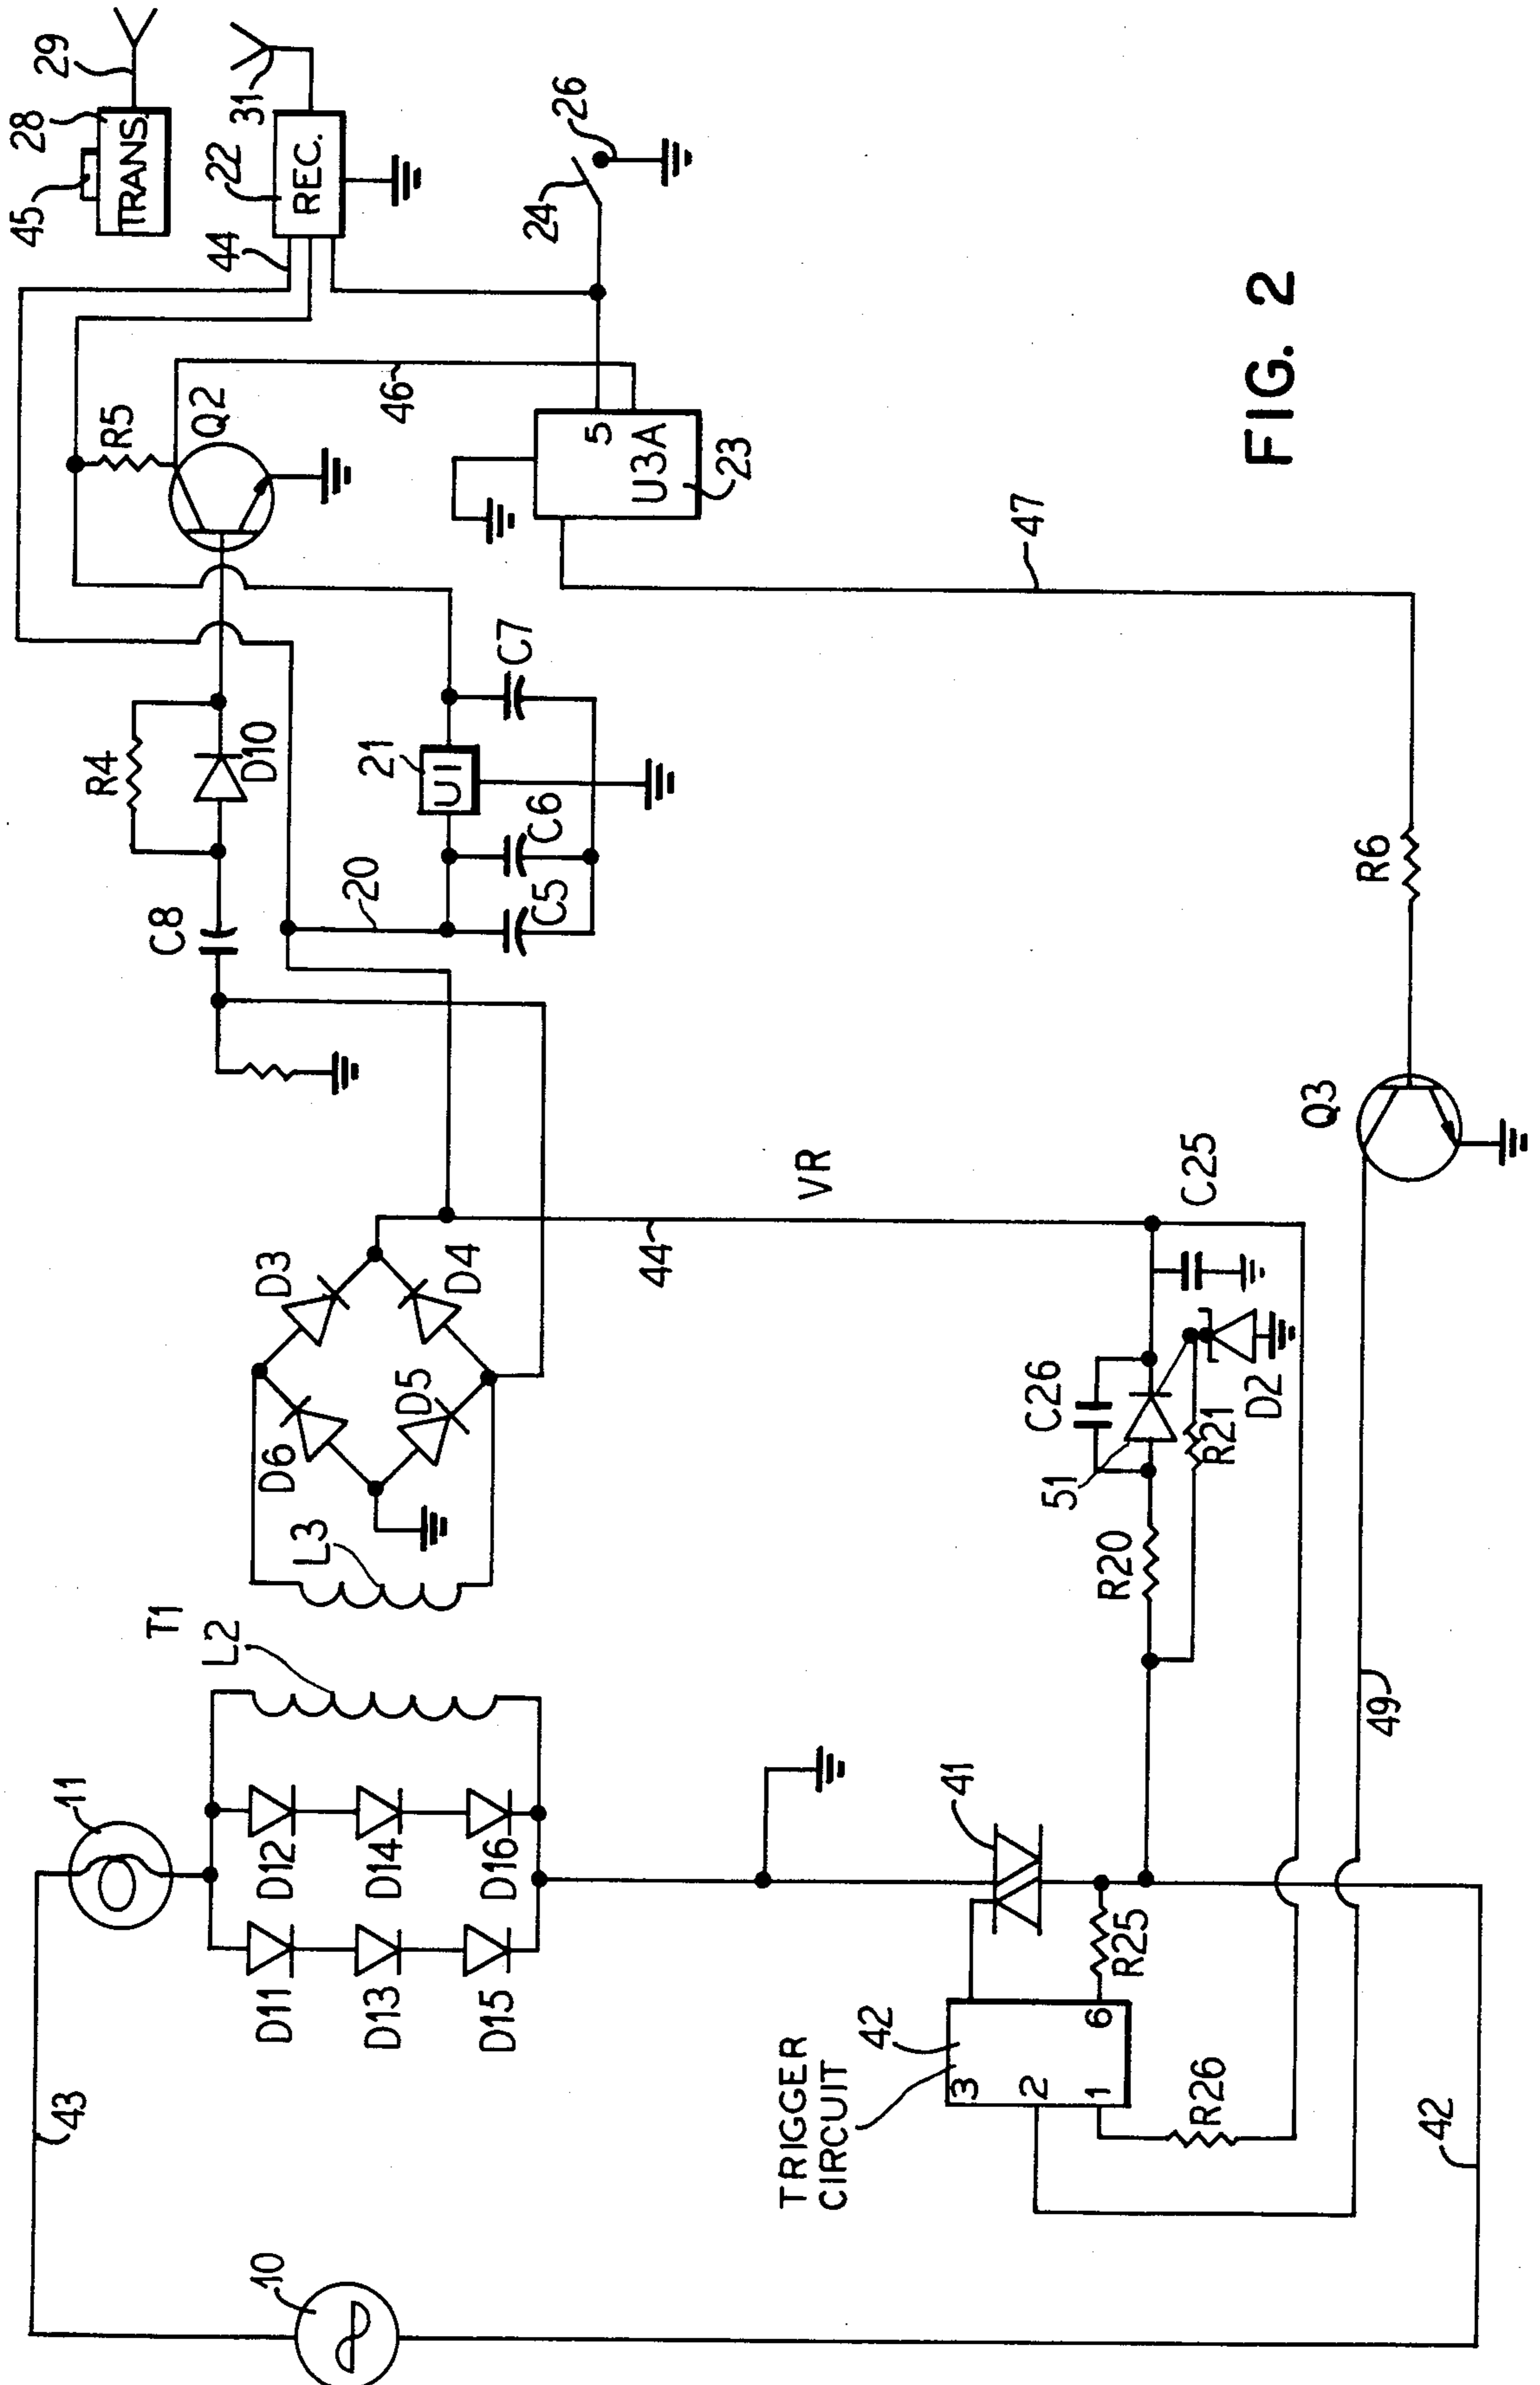 45
28
29
TRANS.
44
22
31
REC.
24
26
R5
Q2
46
5
U3A
23
47
FIG. 2
R4
D10
C8
20
21
U1
C5
C6
C7
R6
Q3
VR
44
D3
D4
D5
D6
L3
T1
L2
C25
C26
51
R20
R21
D2
49
11
D12
D14
D16
D11
D13
D15
41
TRIGGER
CIRCUIT
42
3
2
1
6
R25
R26
43
10
42